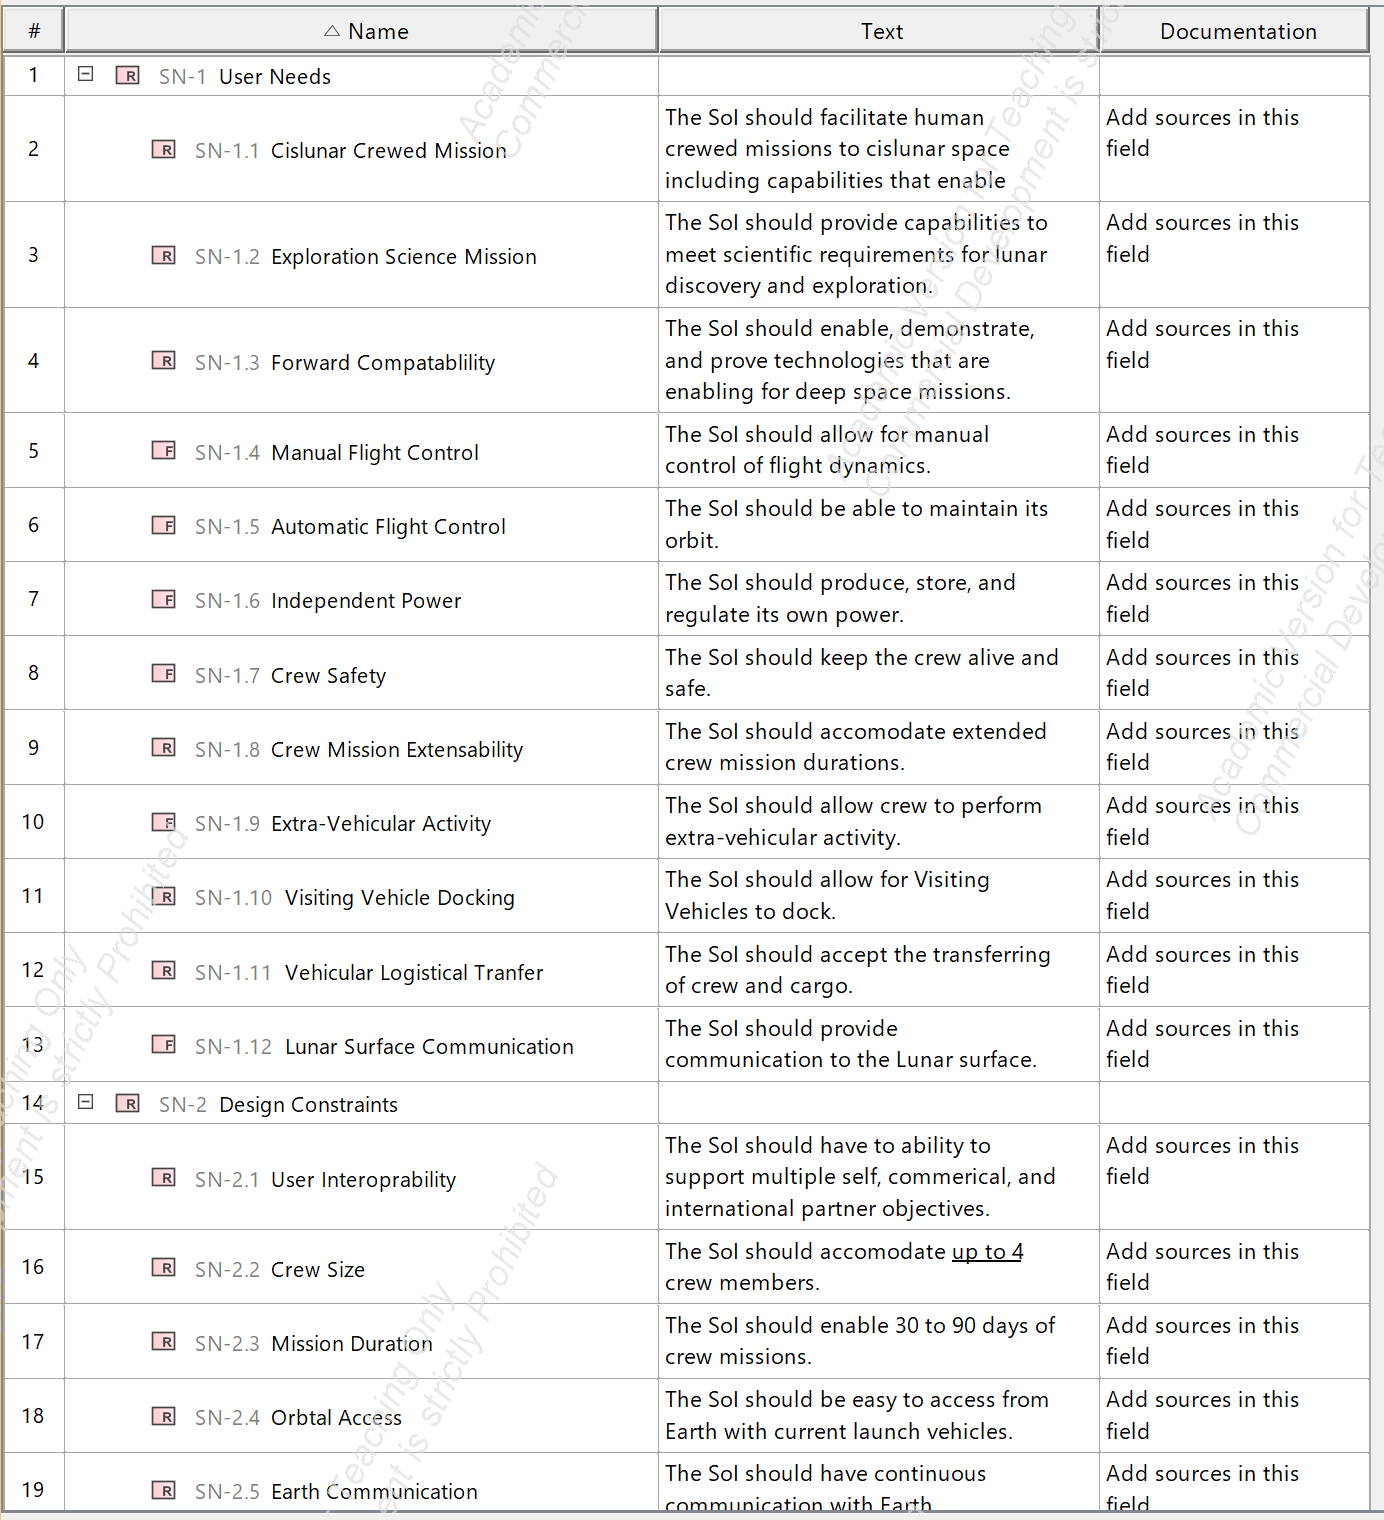 # Name Text Documentation
1 SN-1 User Needs
2 R SN-1.1 Cislunar Crewed Mission
The SoI should facilitate human
crewed missions to cislunar space
including capabilities that enable
Add sources in this
field
3 R SN-1.2 Exploration Science Mission
The SoI should provide capabilities to
meet scientific requirements for lunar
discovery and exploration.
Add sources in this
field
4 R SN-1.3 Forward Compatablility
The SoI should enable, demonstrate,
and prove technologies that are
enabling for deep space missions.
Add sources in this
field
5 F SN-1.4 Manual Flight Control
The SoI should allow for manual
control of flight dynamics.
Add sources in this
field
6 F SN-1.5 Automatic Flight Control
The SoI should be able to maintain its
orbit.
Add sources in this
field
7 F SN-1.6 Independent Power
The SoI should produce, store, and
regulate its own power.
Add sources in this
field
8 F SN-1.7 Crew Safety
The SoI should keep the crew alive and
safe.
Add sources in this
field
9 R SN-1.8 Crew Mission Extensability
The SoI should accomodate extended
crew mission durations.
Add sources in this
field
10 F SN-1.9 Extra-Vehicular Activity
The SoI should allow crew to perform
extra-vehicular activity.
Add sources in this
field
11 R SN-1.10 Visiting Vehicle Docking
The SoI should allow for Visiting
Vehicles to dock.
Add sources in this
field
12 R SN-1.11 Vehicular Logistical Tranfer
The SoI should accept the transferring
of crew and cargo.
Add sources in this
field
13 F SN-1.12 Lunar Surface Communication
The SoI should provide
communication to the Lunar surface.
Add sources in this
field
14 R SN-2 Design Constraints
15 R SN-2.1 User Interoprability
The SoI should have to ability to
support multiple self, commerical, and
international partner objectives.
Add sources in this
field
16 R SN-2.2 Crew Size
The SoI should accomodate up to 4
crew members.
Add sources in this
field
17 R SN-2.3 Mission Duration
The SoI should enable 30 to 90 days of
crew missions.
Add sources in this
field
18 R SN-2.4 Orbtal Access
The SoI should be easy to access from
Earth with current launch vehicles.
Add sources in this
field
19 R SN-2.5 Earth Communication
The SoI should have continuous
communication with Earth
Add sources in this
field
Academic Version for Teaching
Commercial Development is strictly
Teaching Only
strictly Prohibited